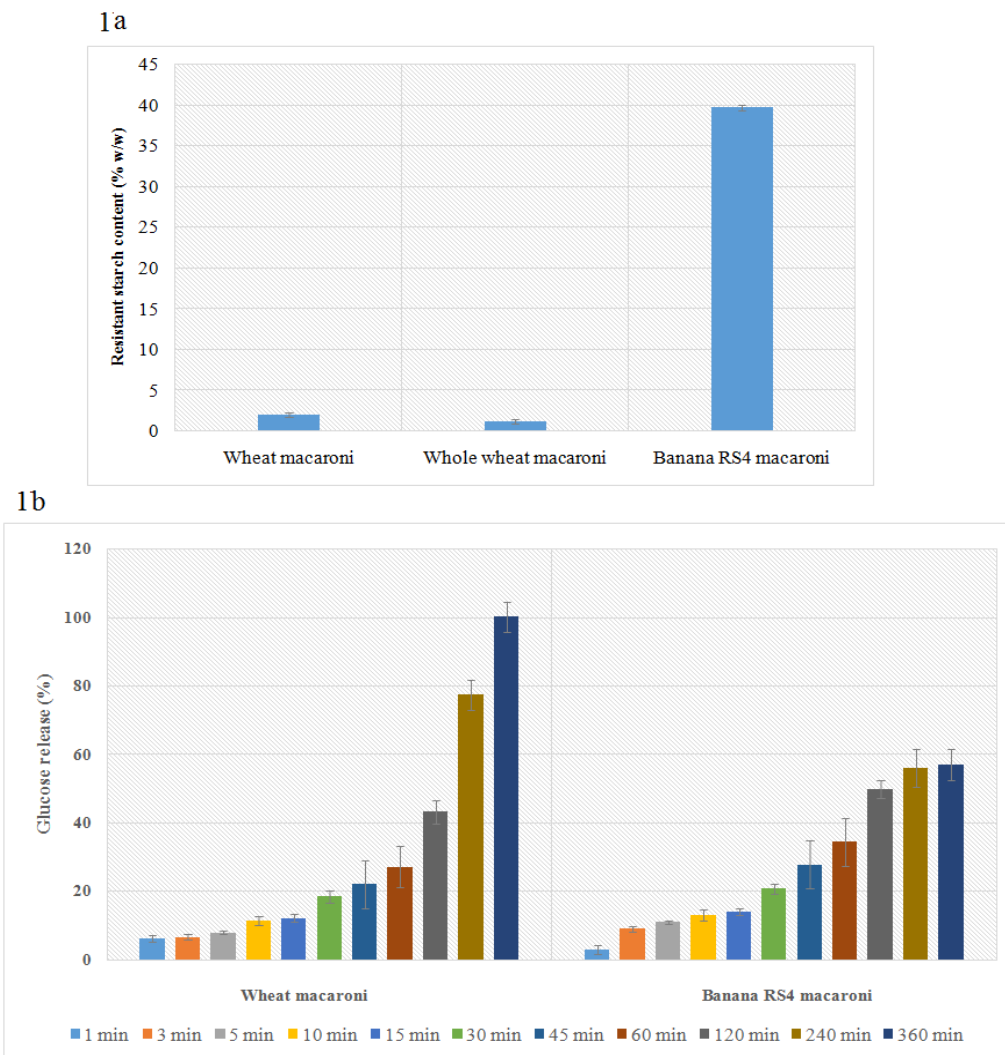 1a
45
40
35
30
25
20
15
10
5
0
Resistant starch content (% w/w)
Wheat macaroni Whole wheat macaroni Banana RS4 macaroni
1b
120
100
80
60
40
20
0
Glucose release (%)
Wheat macaroni Banana RS4 macaroni
1 min 3 min 5 min 10 min 15 min 30 min 45 min 60 min 120 min 240 min 360 min